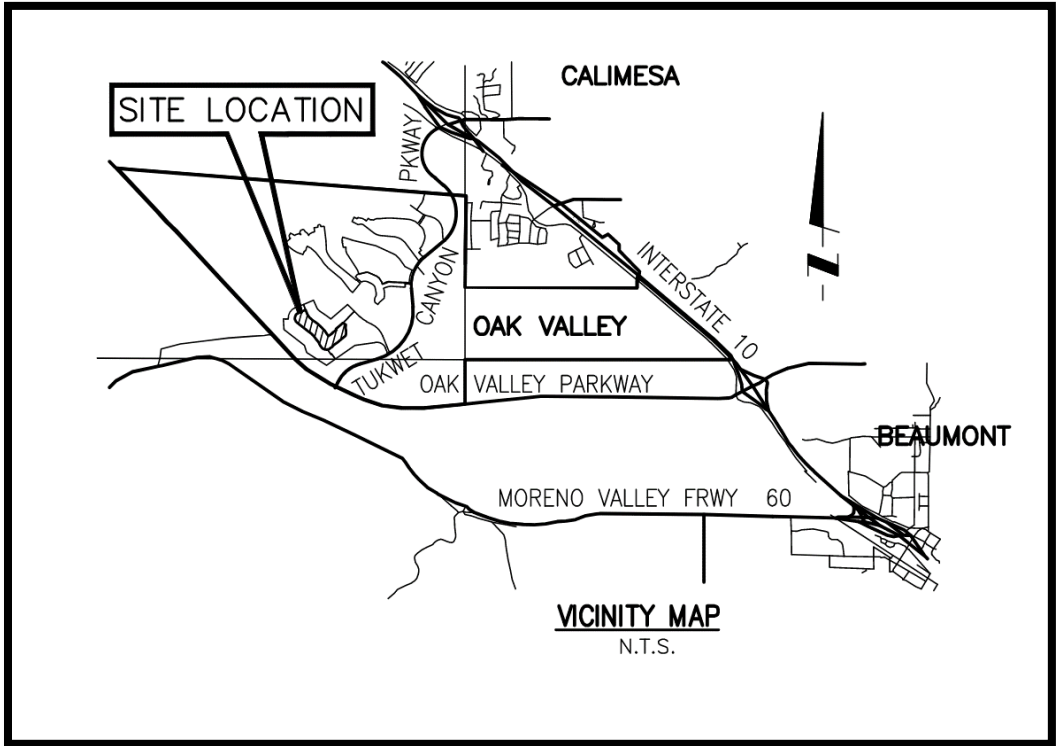 CALIMESA
SITE LOCATION
TUKWET CANYON PKWAY
INTERSTATE 10
N
OAK VALLEY
OAK VALLEY PARKWAY
BEAUMONT
MORENO VALLEY FRWY 60
VICINITY MAP
N.T.S.